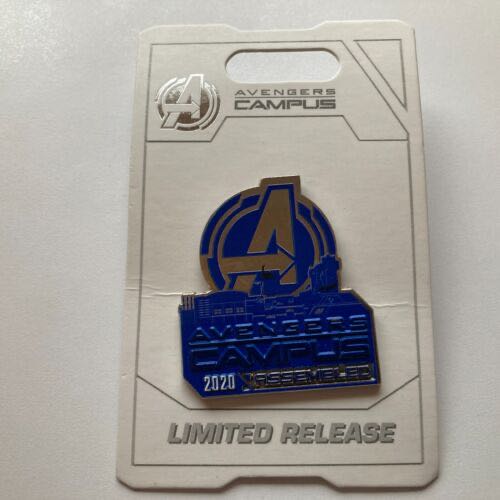 A
AVENGERS
CAMPUS
A
AVENGERS
CAMPUS
2020 ASSEMBLED
LIMITED RELEASE